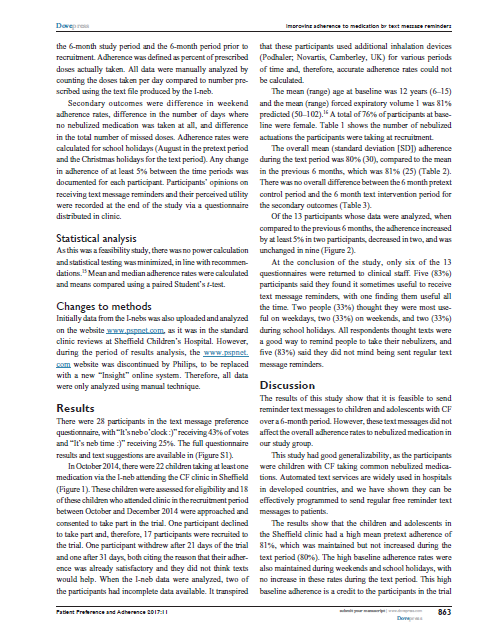 Dovepress
Improving adherence to medication by text message reminders
the 6-month study period and the 6-month period prior to
recruitment. Adherence was defined as percent of prescribed
doses actually taken. All data were manually analyzed by
counting the doses taken per day compared to number pre-
scribed using the text file produced by the I-neb.
Secondary outcomes were difference in weekend
adherence rates, difference in the number of days where
no nebulized medication was taken at all, and difference
in the total number of missed doses. Adherence rates were
calculated for school holidays (August in the pretext period
and the Christmas holidays for the text period). Any change
in adherence of at least 5% between the time periods was
documented for each participant. Participants' opinions on
receiving text message reminders and their perceived utility
were recorded at the end of the study via a questionnaire
distributed in clinic.
Statistical analysis
As this was a feasibility study, there was no power calculation
and statistical testing was minimized, in line with recommen-
dations.15 Mean and median adherence rates were calculated
and means compared using a paired Student's t-test.
Changes to methods
Initially data from the I-nebs was also uploaded and analyzed
on the website www.pspnet.com, as it was in the standard
clinic reviews at Sheffield Children's Hospital. However,
during the period of results analysis, the www.pspnet.
com website was discontinued by Philips, to be replaced
with a new "Insight" online system. Therefore, all data
were only analyzed using manual technique.
Results
There were 28 participants in the text message preference
questionnaire, with "It's neb o'clock :)" receiving 43% of votes
and "It's neb time :)" receiving 25%. The full questionnaire
results and text suggestions are available in (Figure S1).
In October 2014, there were 22 children taking at least one
medication via the I-neb attending the CF clinic in Sheffield
(Figure 1). These children were assessed for eligibility and 18
of these children who attended clinic in the recruitment period
between October and December 2014 were approached and
consented to take part in the trial. One participant declined
to take part and, therefore, 17 participants were recruited to
the trial. One participant withdrew after 21 days of the trial
and one after 31 days, both citing the reason that their adher-
ence was already satisfactory and they did not think texts
would help. When the I-neb data were analyzed, two of
the participants had incomplete data available. It transpired
that these participants used additional inhalation devices
(Podhaler; Novartis, Camberley, UK) for various periods
of time and, therefore, accurate adherence rates could not
be calculated.
The mean (range) age at baseline was 12 years (6–15)
and the mean (range) forced expiratory volume 1 was 81%
predicted (50–102).16 A total of 76% of participants at base-
line were female. Table 1 shows the number of nebulized
actuations the participants were taking at recruitment.
The overall mean (standard deviation [SD]) adherence
during the text period was 80% (30), compared to the mean
in the previous 6 months, which was 81% (25) (Table 2).
There was no overall difference between the 6 month pretext
control period and the 6 month text intervention period for
the secondary outcomes (Table 3).
Of the 13 participants whose data were analyzed, when
compared to the previous 6 months, the adherence increased
by at least 5% in two participants, decreased in two, and was
unchanged in nine (Figure 2).
At the conclusion of the study, only six of the 13
questionnaires were returned to clinical staff. Five (83%)
participants said they found it sometimes useful to receive
text message reminders, with one finding them useful all
the time. Two people (33%) thought they were most use-
ful on weekdays, two (33%) on weekends, and two (33%)
during school holidays. All respondents thought texts were
a good way to remind people to take their nebulizers, and
five (83%) said they did not mind being sent regular text
message reminders.
Discussion
The results of this study show that it is feasible to send
reminder text messages to children and adolescents with CF
over a 6-month period. However, these text messages did not
affect the overall adherence rates to nebulized medication in
our study group.
This study had good generalizability, as the participants
were children with CF taking common nebulized medica-
tions. Automated text services are widely used in hospitals
in developed countries, and we have shown they can be
effectively programmed to send regular free reminder text
messages to patients.
The results show that the children and adolescents in
the Sheffield clinic had a high mean pretext adherence of
81%, which was maintained but not increased during the
text period (80%). The high baseline adherence rates were
also maintained during weekends and school holidays, with
no increase in these rates during the text period. This high
baseline adherence is a credit to the participants in the trial
Patient Preference and Adherence 2017:11
submit your manuscript | www.dovepress.com
863
Dovepress